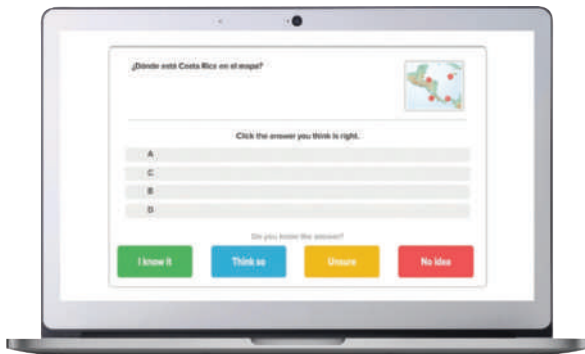 ¿Dónde está Costa Rica en el mapa?
Click the answer you think is right.
A
C
B
D
Do you know the answer?
I know it
Think so
Unsure
No idea